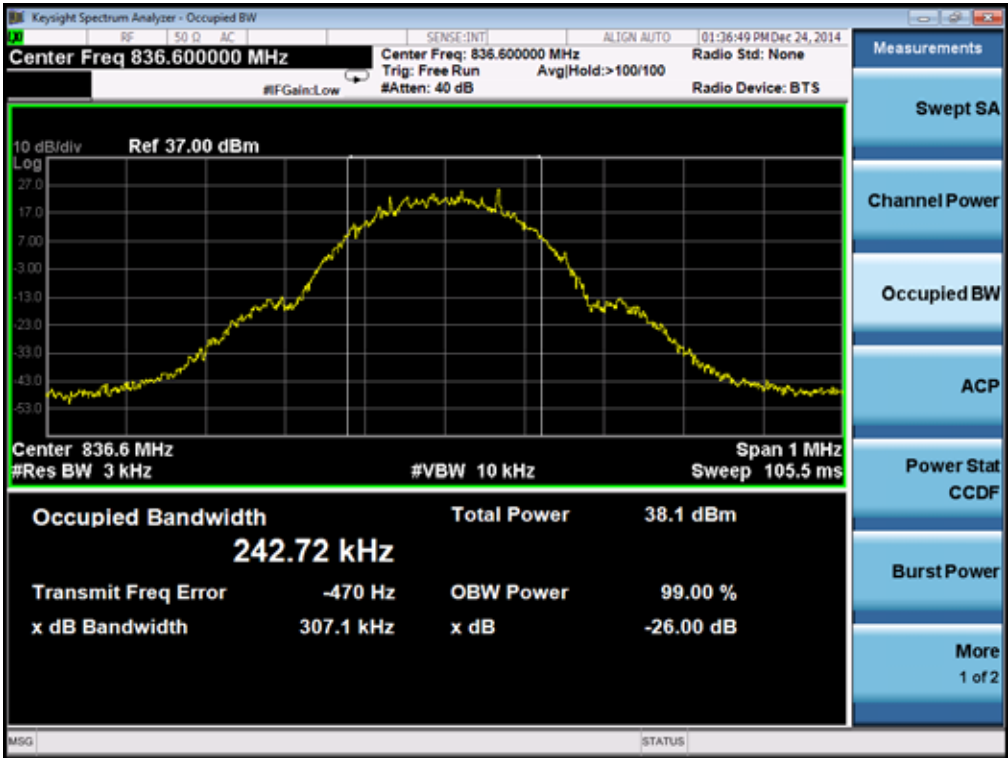 Keysight Spectrum Analyzer - Occupied BW
RF 50 Ω AC SENSE:INT ALIGN AUTO 01:36:49 PM Dec 24, 2014
Center Freq 836.600000 MHz
Center Freq: 836.600000 MHz Radio Std: None
Trig: Free Run Avg|Hold:>100/100
#IFGain:Low #Atten: 40 dB Radio Device: BTS
10 dB/div Ref 37.00 dBm
Log
27.0
17.0
7.00
-3.00
-13.0
-23.0
-33.0
-43.0
-53.0
Center 836.6 MHz Span 1 MHz
#Res BW 3 kHz #VBW 10 kHz Sweep 105.5 ms
Occupied Bandwidth Total Power 38.1 dBm
242.72 kHz
Transmit Freq Error -470 Hz OBW Power 99.00 %
x dB Bandwidth 307.1 kHz x dB -26.00 dB
Measurements
Swept SA
Channel Power
Occupied BW
ACP
Power Stat
CCDF
Burst Power
More
1 of 2
MSG STATUS